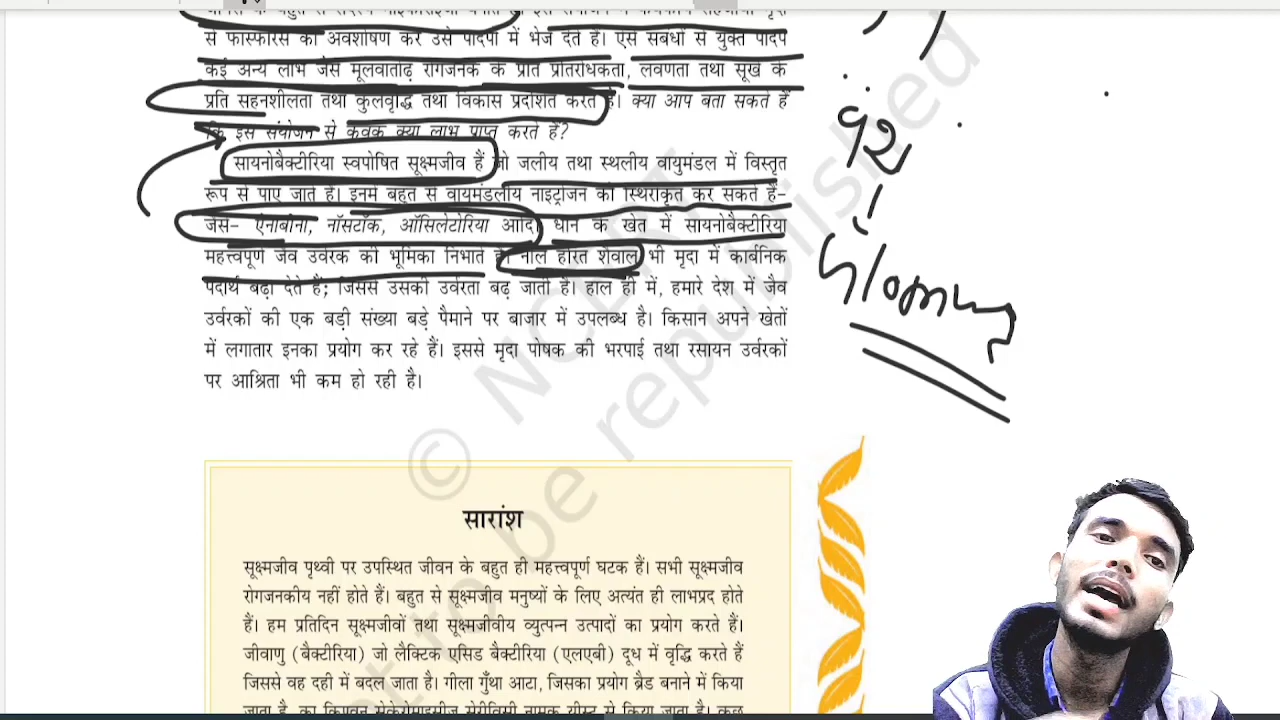 से फास्फोरस का अवशोषण कर उसे पादपों में भेज देते हैं। ऐसे संबंधों से युक्त पादप
कई अन्य लाभ जैसे मूलवातोढ़ रोगजनक के प्रति प्रतिरोधकता, लवणता तथा सूखे के
प्रति सहनशीलता तथा कुलवृद्धि तथा विकास प्रदर्शित करते हैं। क्या आप बता सकते हैं
कि इस संयोजन से कवक क्या लाभ प्राप्त करते हैं?
सायनोबैक्टीरिया स्वपोषित सूक्ष्मजीव हैं जो जलीय तथा स्थलीय वायुमंडल में विस्तृत
रूप से पाए जाते हैं। इनमें बहुत से वायुमंडलीय नाइट्रोजन को स्थिरीकृत कर सकते हैं-
जैसे- ऐनाबीना, नॉसटॉक, ऑसिलेटोरिया आदि। धान के खेत में सायनोबैक्टीरिया
महत्त्वपूर्ण जैव उर्वरक की भूमिका निभाते हैं। नील हरित शैवाल भी मृदा में कार्बनिक
पदार्थ बढ़ा देते हैं; जिससे उसकी उर्वरता बढ़ जाती है। हाल ही में, हमारे देश में जैव
उर्वरकों की एक बड़ी संख्या बड़े पैमाने पर बाजार में उपलब्ध है। किसान अपने खेतों
में लगातार इनका प्रयोग कर रहे हैं। इससे मृदा पोषक की भरपाई तथा रसायन उर्वरकों
पर आश्रिता भी कम हो रही है।
© NCERT
not to be republished
सारांश
सूक्ष्मजीव पृथ्वी पर उपस्थित जीवन के बहुत ही महत्त्वपूर्ण घटक हैं। सभी सूक्ष्मजीव
रोगजनकीय नहीं होते हैं। बहुत से सूक्ष्मजीव मनुष्यों के लिए अत्यंत ही लाभप्रद होते
हैं। हम प्रतिदिन सूक्ष्मजीवों तथा सूक्ष्मजीवीय व्युत्पन्न उत्पादों का प्रयोग करते हैं।
जीवाणु (बैक्टीरिया) जो लैक्टिक एसिड बैक्टीरिया (एलएबी) दूध में वृद्धि करते हैं
जिससे वह दही में बदल जाता है। गीला गुँथा आटा, जिसका प्रयोग ब्रैड बनाने में किया
जाता है, का किण्वन सेकेरोमाइसीज सेरीविसी नामक यीस्ट से किया जाता है। कुछ